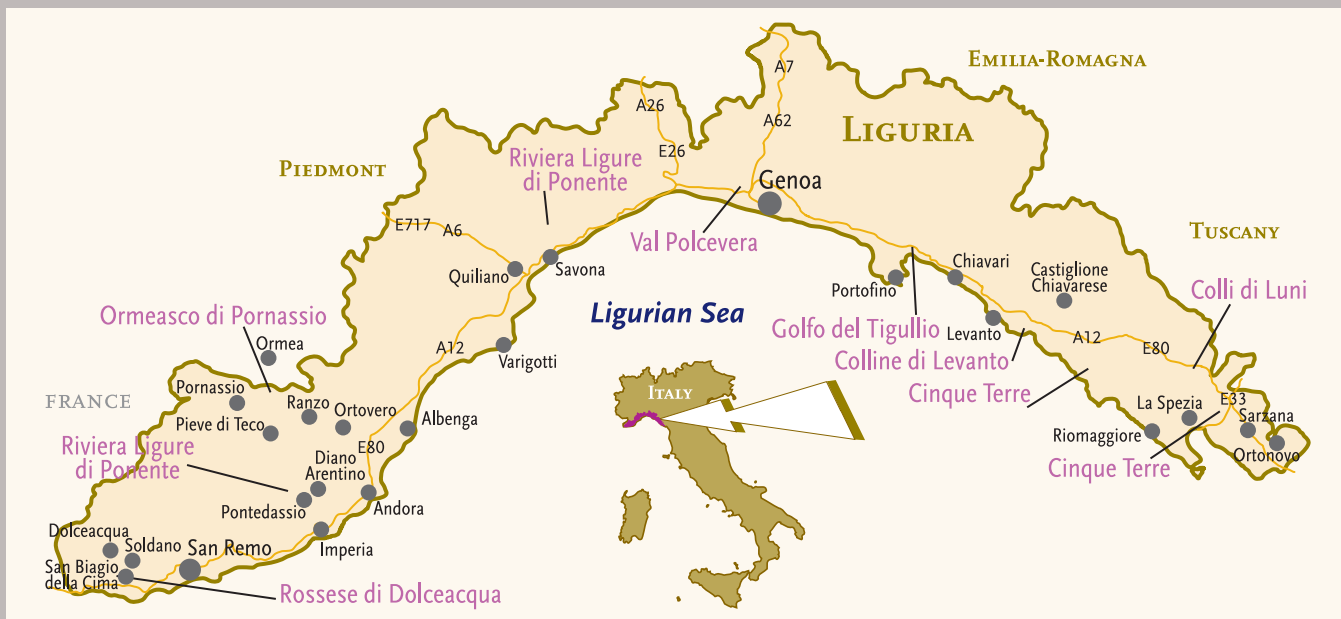 EMILIA-ROMAGNA
A7
A26
A62
LIGURIA
E26
Riviera Ligure
di Ponente
PIEDMONT
Genoa
E717
A6
Val Polcevera
TUSCANY
Quiliano
Savona
Chiavari
Castiglione
Chiavarese
Portofino
Colli di Luni
Ligurian Sea
Ormeasco di Pornassio
Golfo del Tigullio
Levanto
A12
Ormea
A12
E80
Varigotti
Colline di Levanto
Cinque Terre
ITALY
FRANCE
Pornassio
Ranzo
Ortovero
Albenga
La Spezia
E33
Sarzana
Pieve di Teco
Riomaggiore
Riviera Ligure
di Ponente
E80
Diano
Arentino
Ortonovo
Cinque Terre
Pontedassio
Andora
Dolceacqua
Soldano
San Remo
Imperia
San Biagio
della Cima
Rossese di Dolceacqua